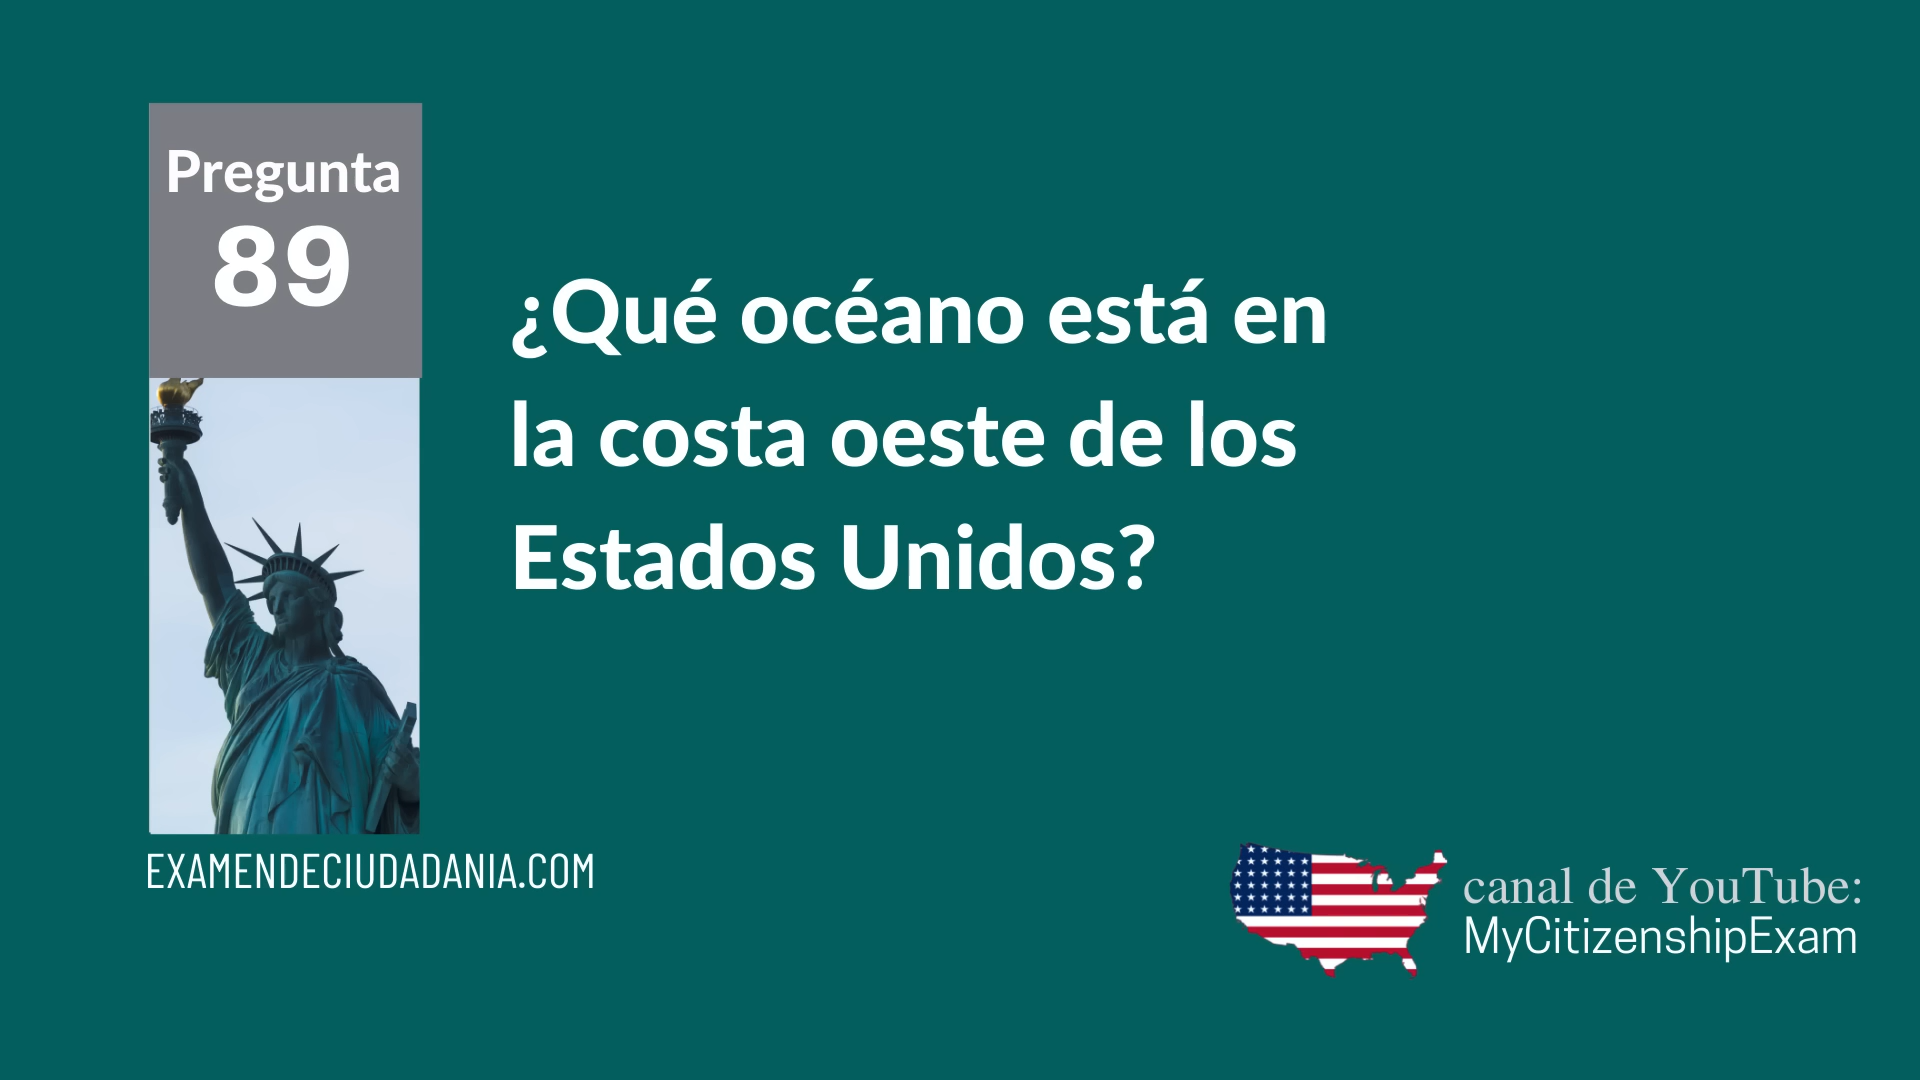 Pregunta
89
¿Qué océano está en
la costa oeste de los
Estados Unidos?
EXAMENDECIUDADANIA.COM
canal de YouTube:
MyCitizenshipExam